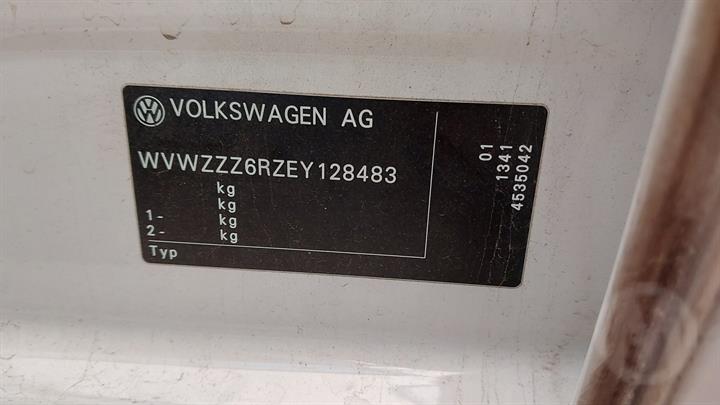 VOLKSWAGEN AG
WVWZZZ6RZEY128483
kg
kg
1- kg
2- kg
Typ
01
1341
4535042